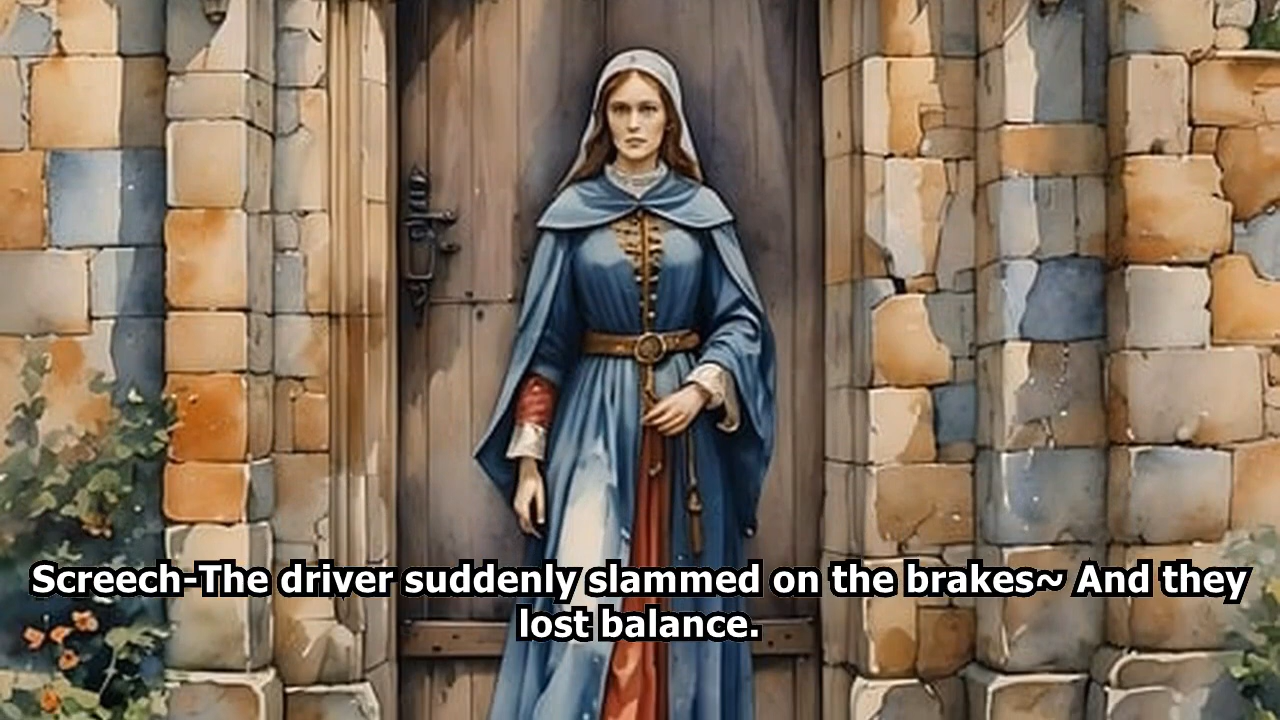 Screech-The driver suddenly slammed on the brakes~ And they
lost balance.